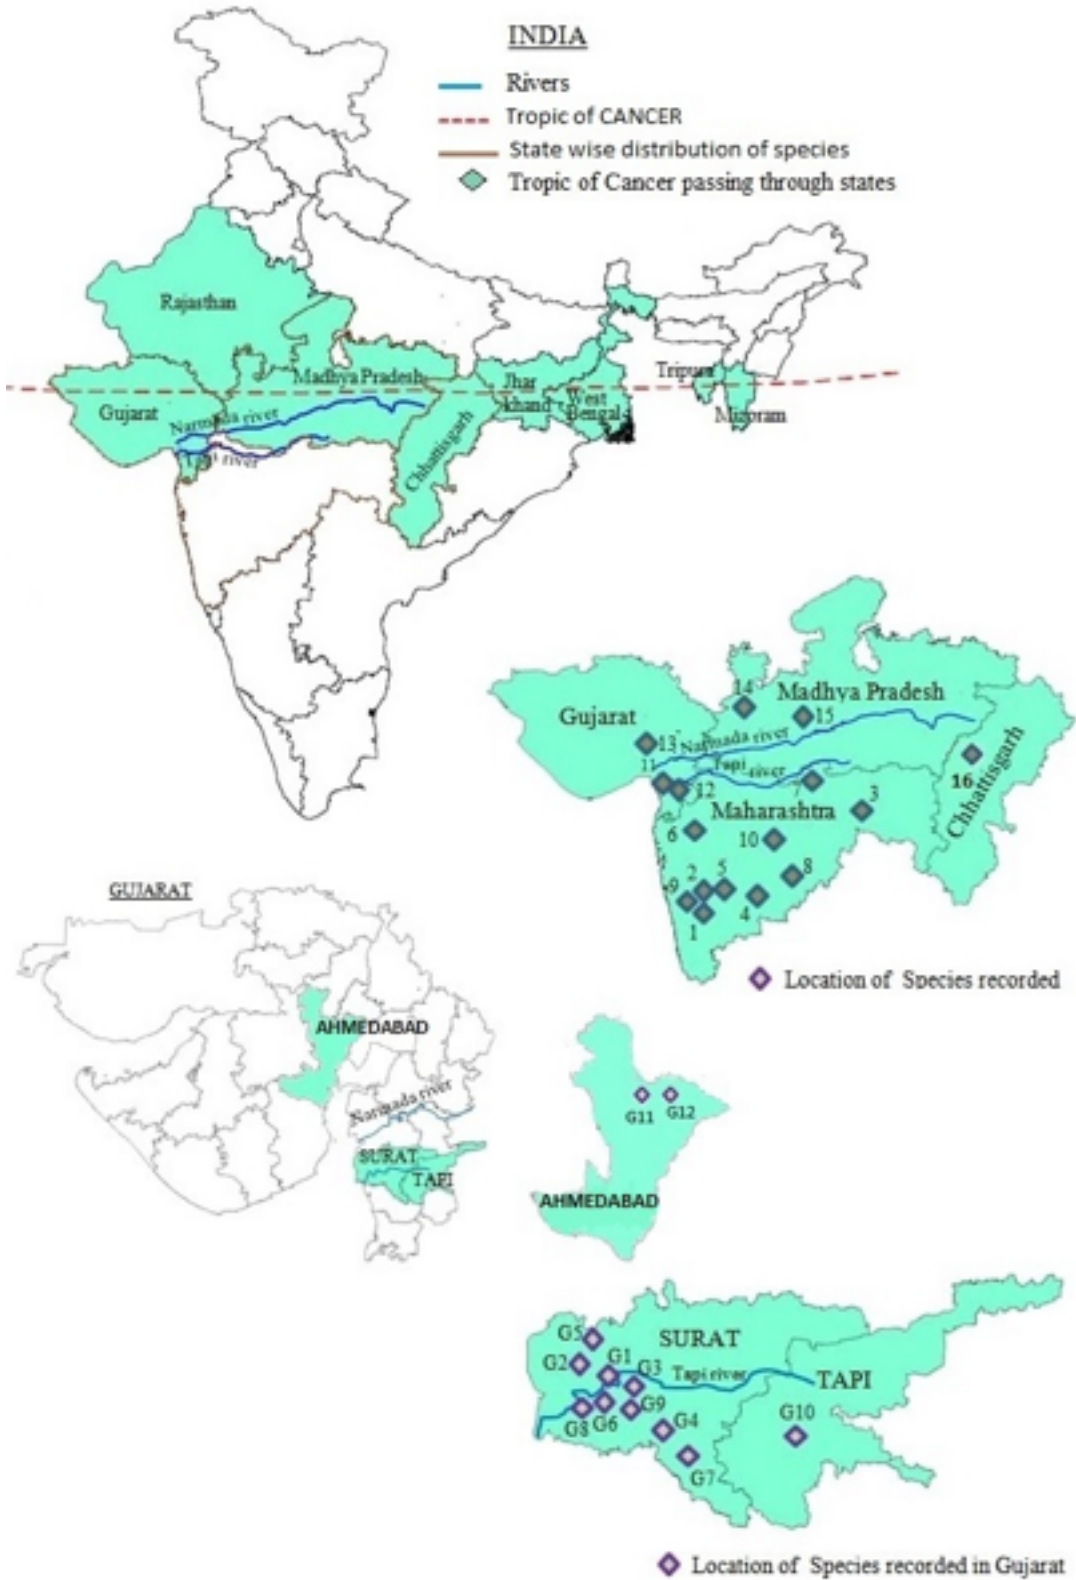 INDIA
Rivers
Tropic of CANCER
State wise distribution of species
Tropic of Cancer passing through states
Rajasthan
Gujarat
Madhya Pradesh
Narmada river
Tapi river
Chhattisgarh
Jhar
khand
West
Bengal
Tripura
Mizoram
Gujarat
Madhya Pradesh
14
15
13
Narmada river
11
Tapi river
12
7
3
16
Chhattisgarh
Maharashtra
6
10
2
5
8
9
4
1
Location of Species recorded
GUJARAT
AHMEDABAD
Narmada river
SURAT
TAPI
G11
G12
AHMEDABAD
G5
SURAT
G2
G1
G3
Tapi river
TAPI
G8
G6
G9
G4
G10
G7
Location of Species recorded in Gujarat